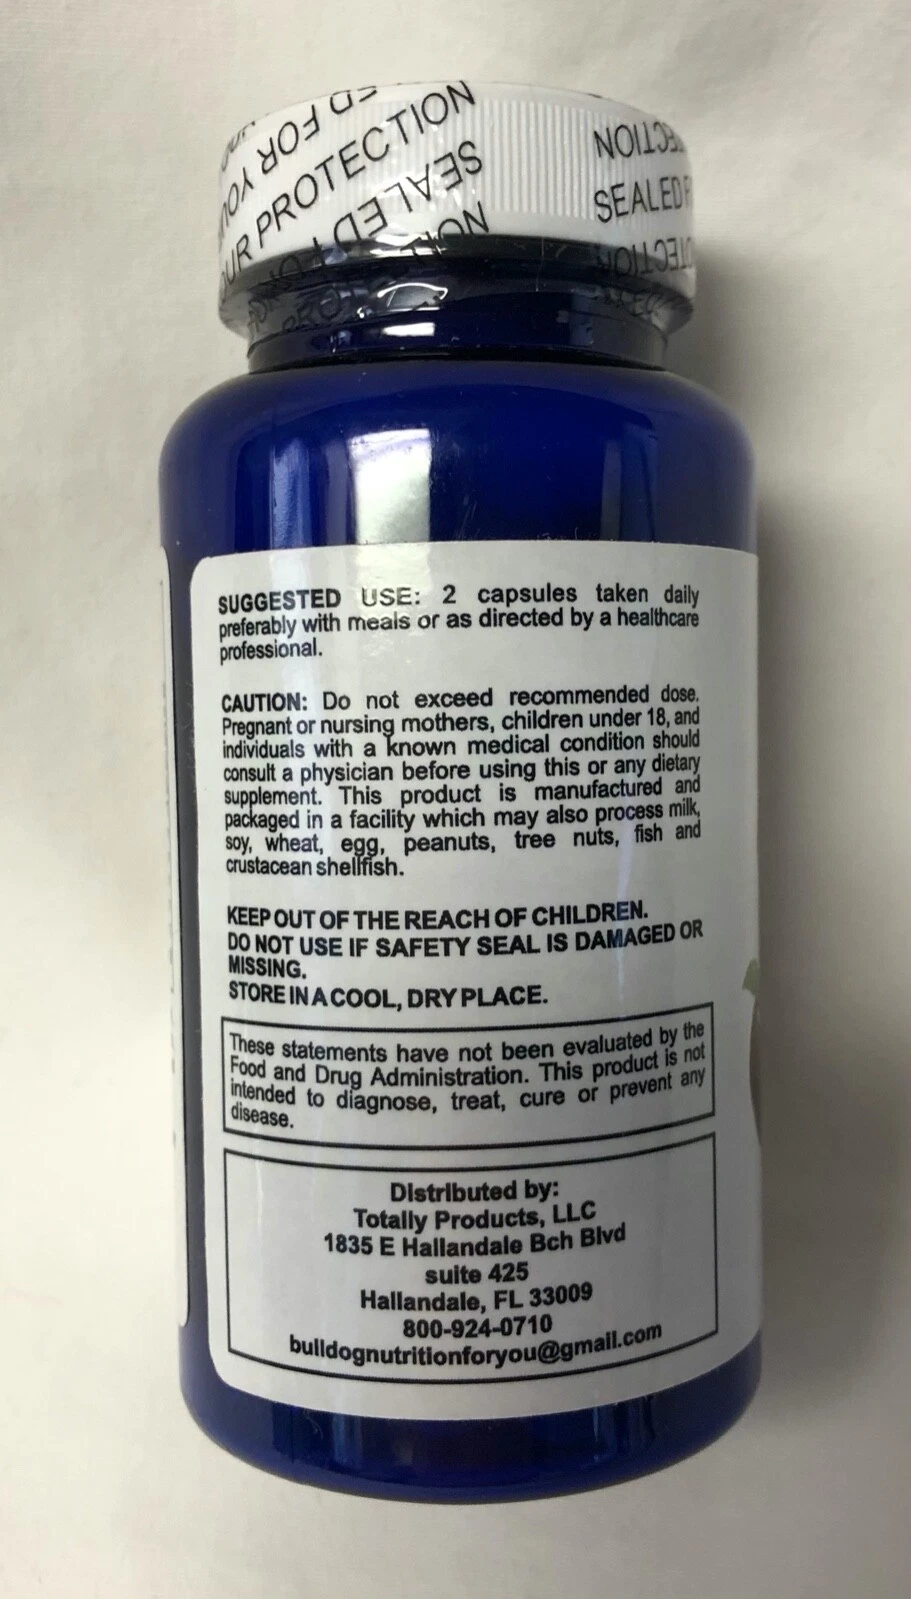 ED FOR YO
OUR PROTECTION
SEALED FO
TION
ECTION
SEALED F
OTECTION
SUGGESTED USE: 2 capsules taken daily
preferably with meals or as directed by a healthcare
professional.
CAUTION: Do not exceed recommended dose.
Pregnant or nursing mothers, children under 18, and
individuals with a known medical condition should
consult a physician before using this or any dietary
supplement. This product is manufactured and
packaged in a facility which may also process milk,
soy, wheat, egg, peanuts, tree nuts, fish and
crustacean shellfish.
KEEP OUT OF THE REACH OF CHILDREN.
DO NOT USE IF SAFETY SEAL IS DAMAGED OR
MISSING.
STORE IN A COOL, DRY PLACE.
These statements have not been evaluated by the
Food and Drug Administration. This product is not
intended to diagnose, treat, cure or prevent any
disease.
Distributed by:
Totally Products, LLC
1835 E Hallandale Bch Blvd
suite 425
Hallandale, FL 33009
800-924-0710
bulldognutritionforyou@gmail.com